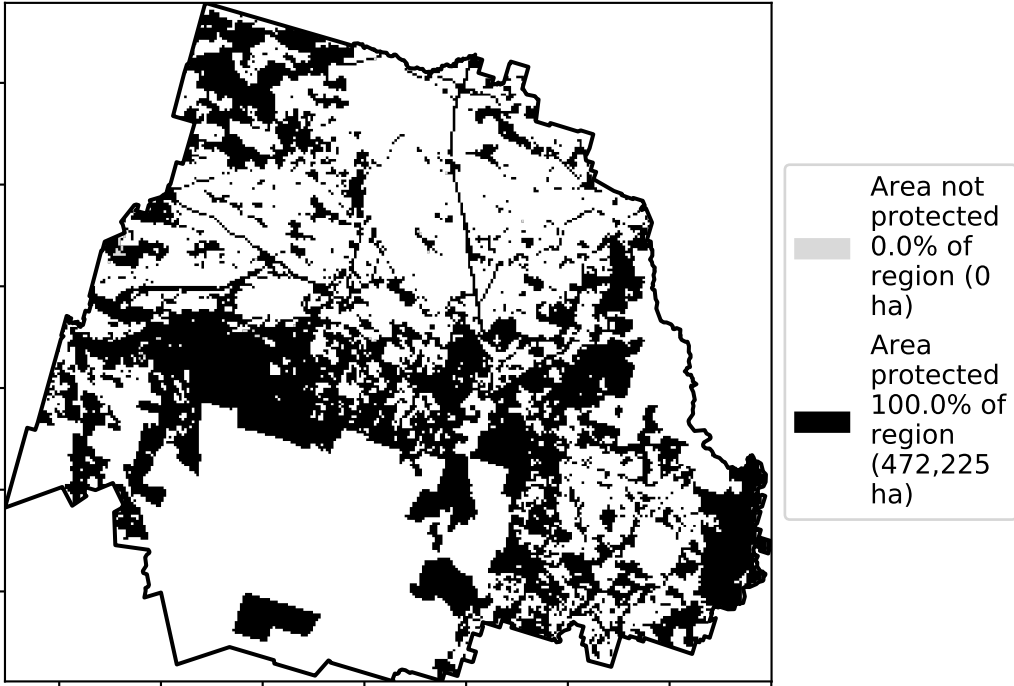 Area not
protected
0.0% of
region (0
ha)
Area
protected
100.0% of
region
(472,225
ha)